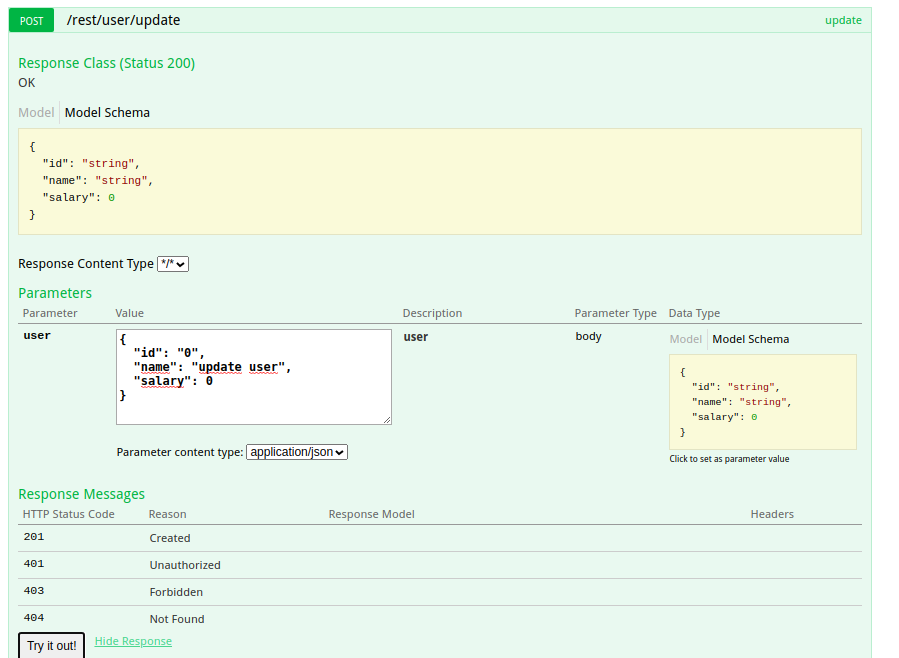 POST /rest/user/update update
Response Class (Status 200)
OK
Model Model Schema
{
"id": "string",
"name": "string",
"salary": 0
}
Response Content Type */*
Parameters
Parameter Value Description Parameter Type Data Type
user
{
"id": "0",
"name": "update user",
"salary": 0
}
Parameter content type: application/json
user
body
Model Model Schema
{
"id": "string",
"name": "string",
"salary": 0
}
Click to set as parameter value
Response Messages
HTTP Status Code Reason Response Model Headers
201 Created
401 Unauthorized
403 Forbidden
404 Not Found
Try it out! Hide Response